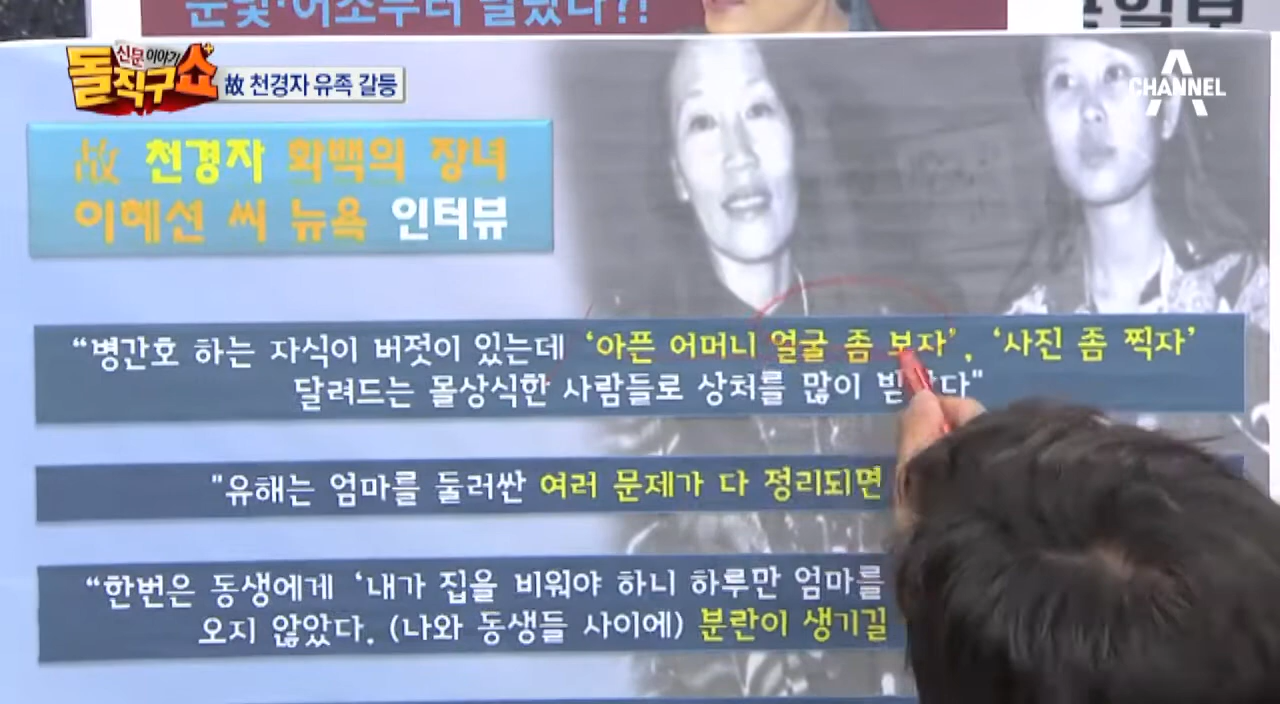 신문이야기
돌직구쇼+
故 천경자 유족 갈등
CHANNEL A
故 천경자 화백의 장녀
이혜선 씨 뉴욕 인터뷰
“병간호 하는 자식이 버젓이 있는데 ‘아픈 어머니 얼굴 좀 보자’, ‘사진 좀 찍자’
달려드는 몰상식한 사람들로 상처를 많이
"유해는 엄마를 둘러싼 여러 문제가 다 정리되면
“한번은 동생에게 ‘내가 집을 비워야 하니 하루만 엄마를
오지 않았다. (나와 동생들 사이에) 분란이 생기길